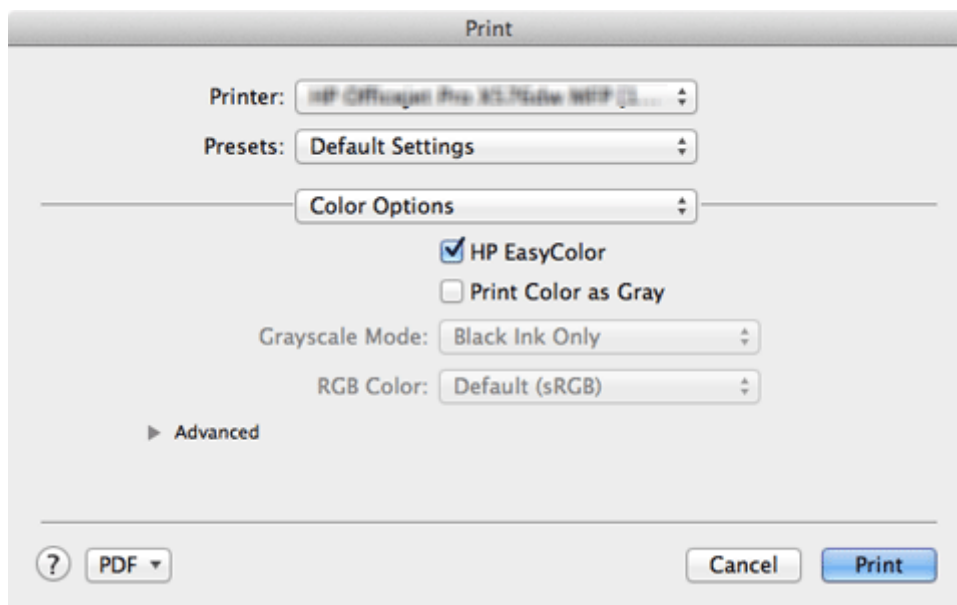 Print
Printer:
Presets: Default Settings
Color Options
HP EasyColor
Print Color as Gray
Grayscale Mode: Black Ink Only
RGB Color: Default (sRGB)
Advanced
? PDF Cancel Print